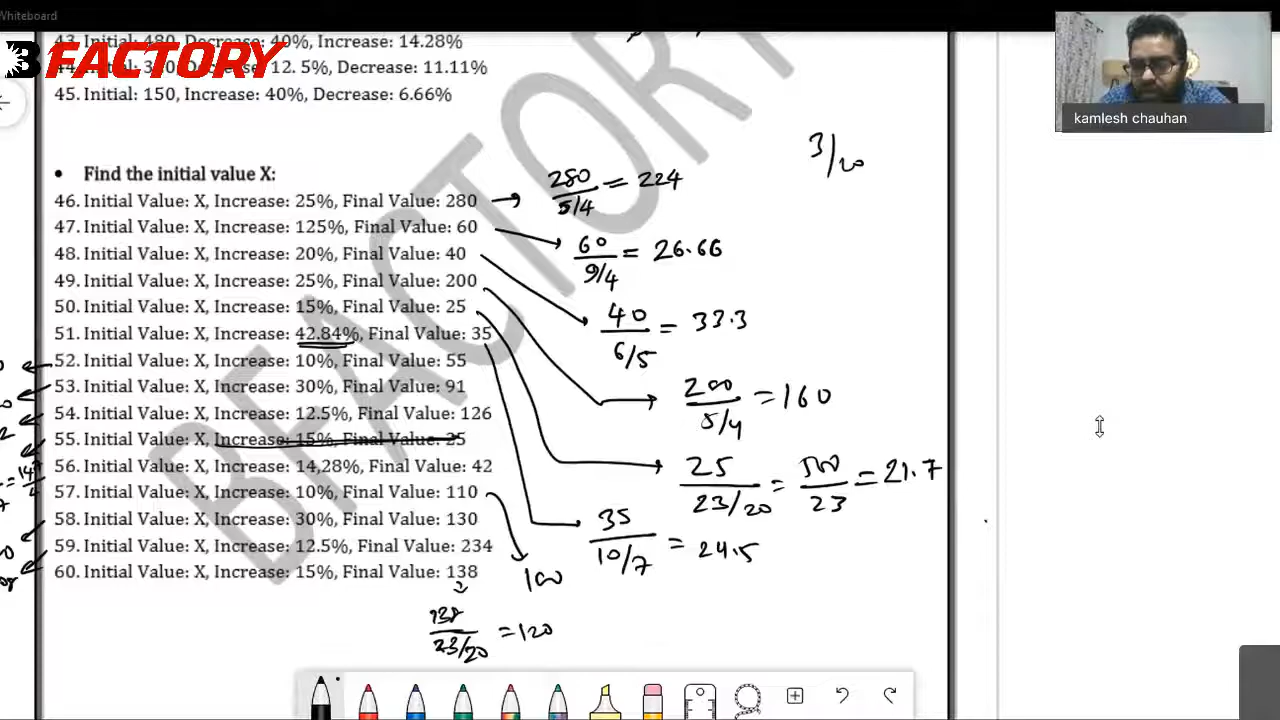 Whiteboard
43. Initial: 480, Decrease: 40%, Increase: 14.28%
BFACTORY
Decrease: 12. 5%, Decrease: 11.11%
45. Initial: 150, Increase: 40%, Decrease: 6.66%
kamlesh chauhan
3/20
• Find the initial value X:
46. Initial Value: X, Increase: 25%, Final Value: 280
280 / 5/4 = 224
47. Initial Value: X, Increase: 125%, Final Value: 60
60 / 9/4 = 26.66
48. Initial Value: X, Increase: 20%, Final Value: 40
49. Initial Value: X, Increase: 25%, Final Value: 200
50. Initial Value: X, Increase: 15%, Final Value: 25
40 / 6/5 = 33.3
51. Initial Value: X, Increase: 42.84%, Final Value: 35
52. Initial Value: X, Increase: 10%, Final Value: 55
53. Initial Value: X, Increase: 30%, Final Value: 91
200 / 5/4 = 160
54. Initial Value: X, Increase: 12.5%, Final Value: 126
55. Initial Value: X, Increase: 15%, Final Value: 25
56. Initial Value: X, Increase: 14,28%, Final Value: 42
25 / 23/20 = 500 / 23 = 21.7
57. Initial Value: X, Increase: 10%, Final Value: 110
58. Initial Value: X, Increase: 30%, Final Value: 130
35 / 10/7 = 24.5
59. Initial Value: X, Increase: 12.5%, Final Value: 234
60. Initial Value: X, Increase: 15%, Final Value: 138
100
138 / 23/20 = 120
BFACTORY